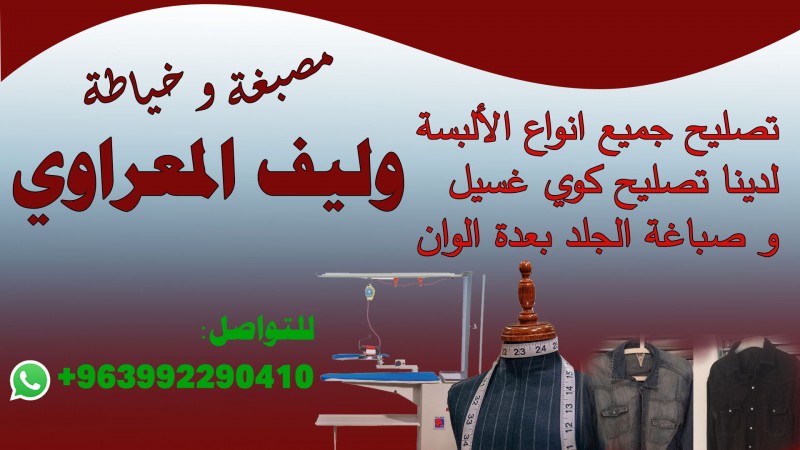 مصبغة و خياطة
وليف المعراوي
تصليح جميع انواع الألبسة
لدينا تصليح كوي غسيل
و صباغة الجلد بعدة الوان
للتواصل:
+963992290410